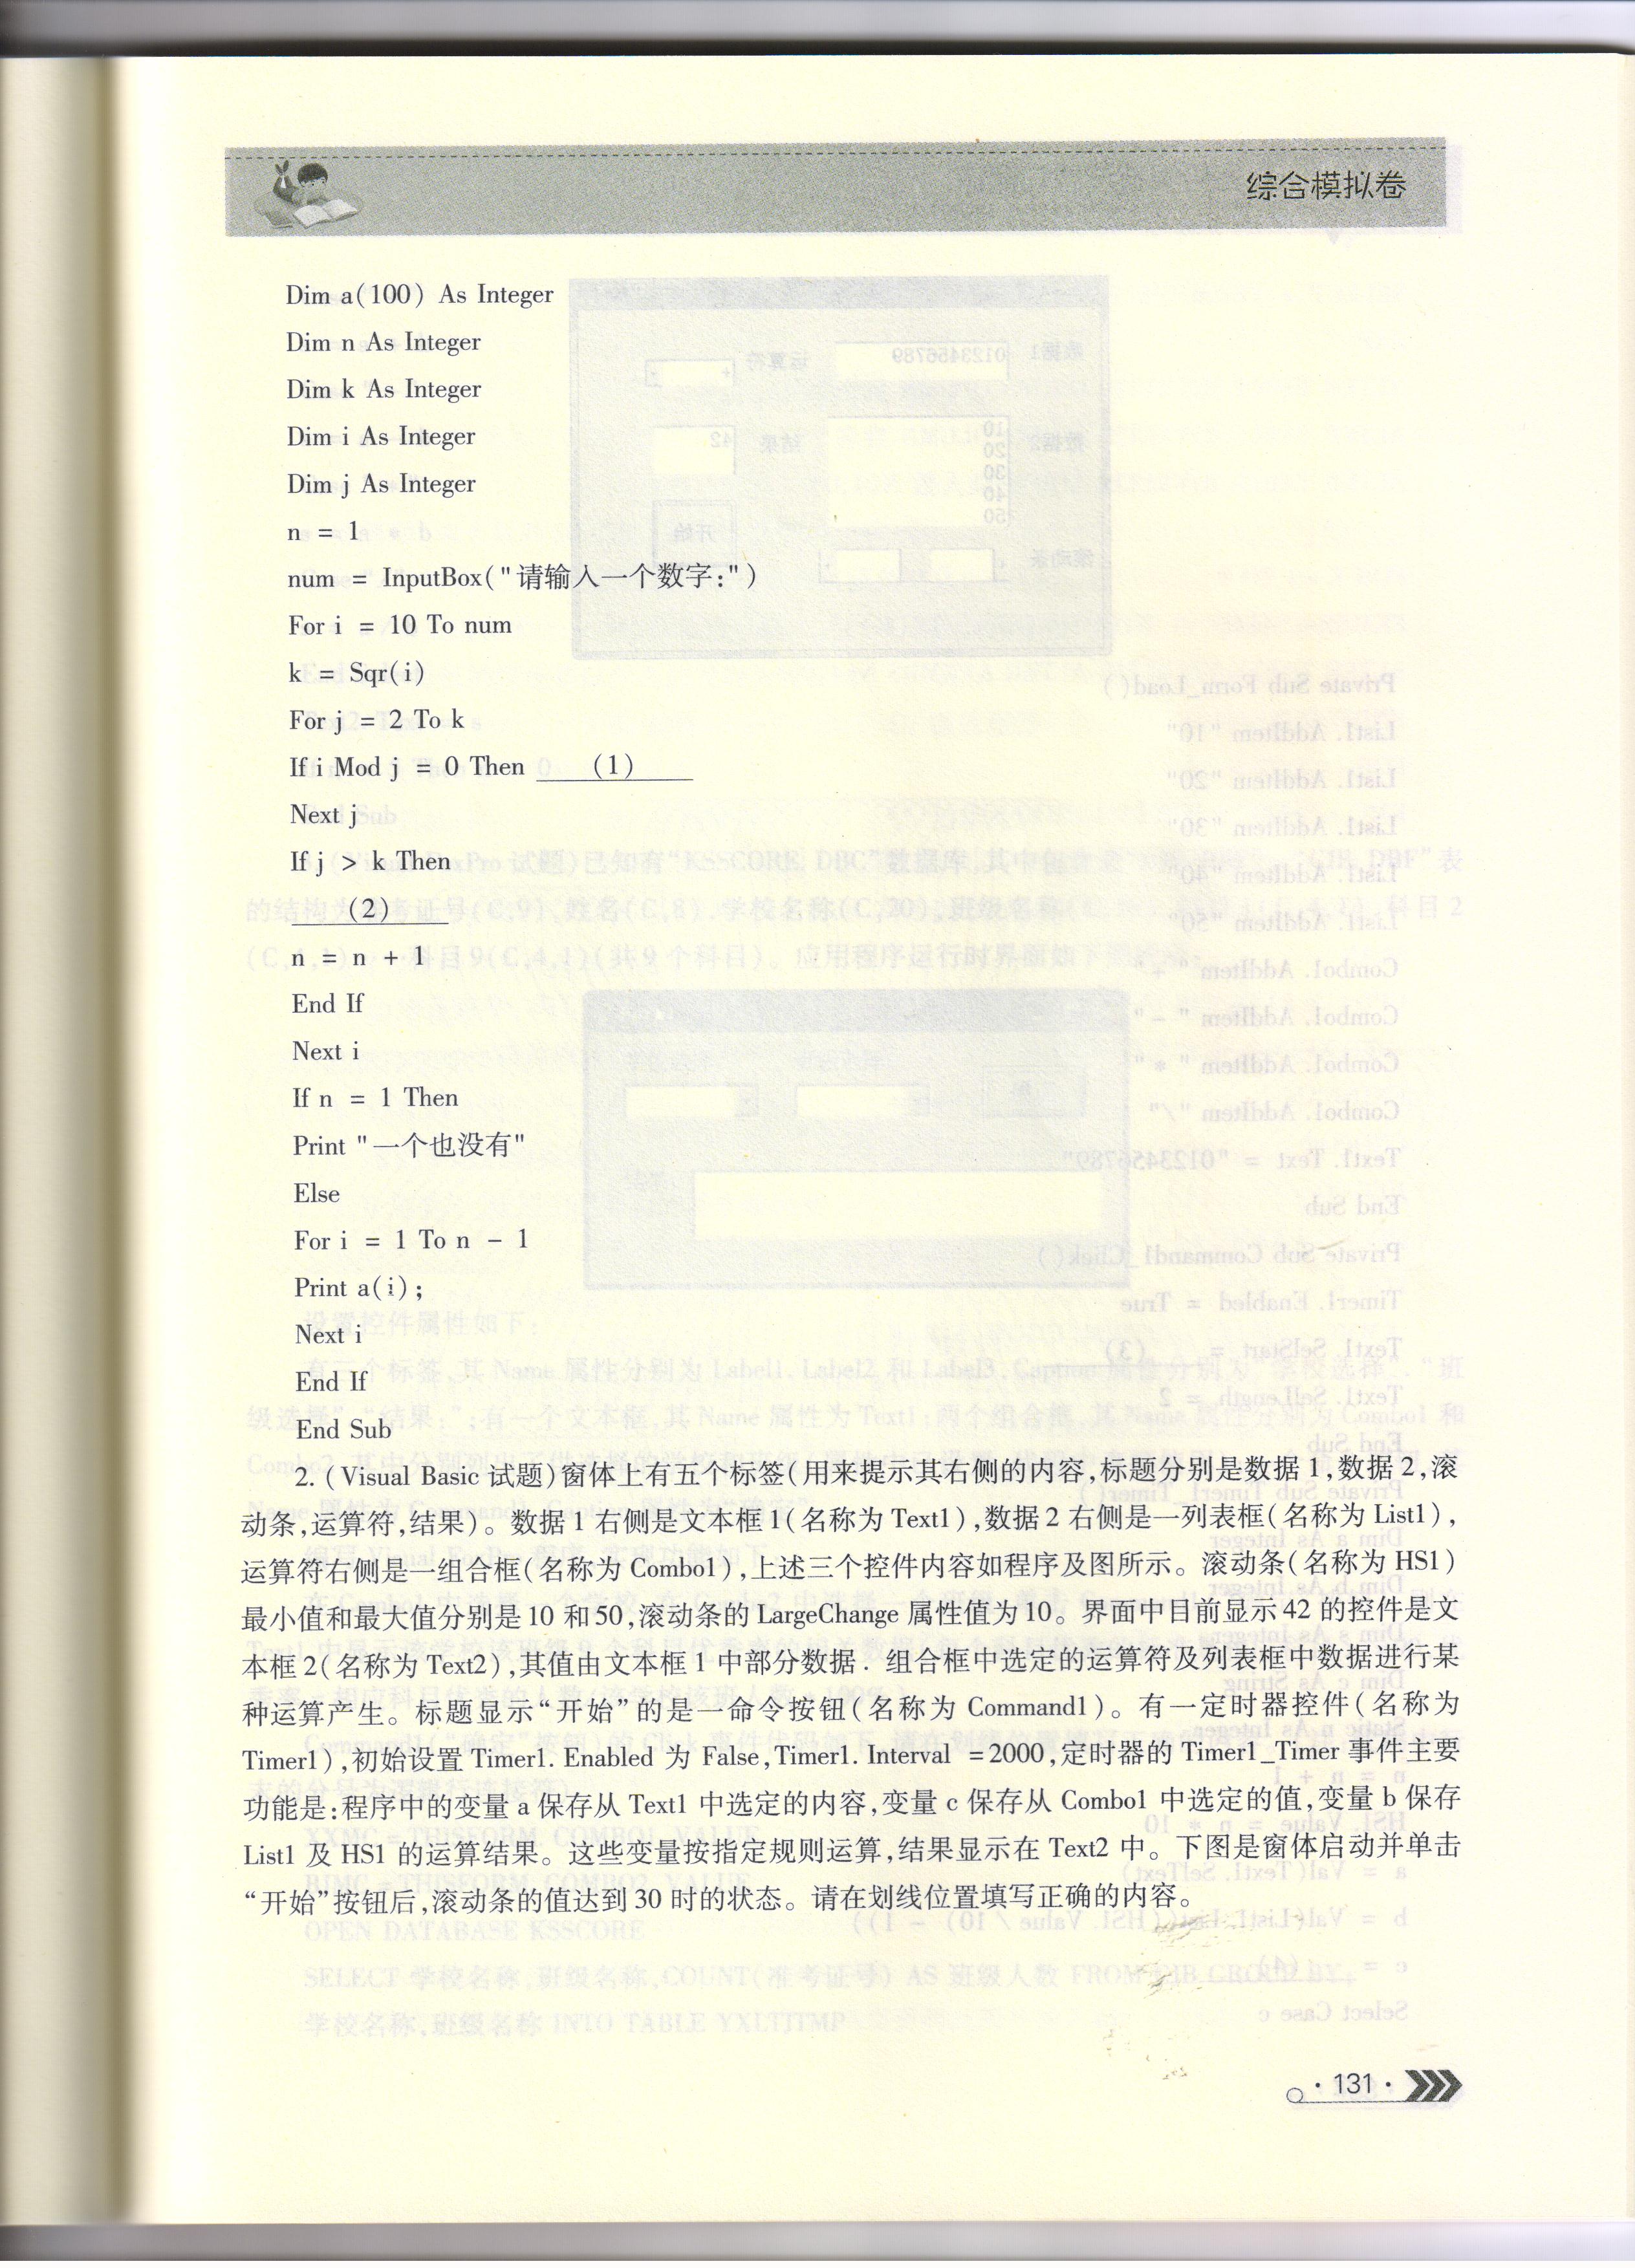 综合模拟卷
Dim a(100) As Integer
Dim n As Integer
Dim k As Integer
Dim i As Integer
Dim j As Integer
n = 1
num = InputBox("请输入一个数字:")
For i = 10 To num
k = Sqr(i)
For j = 2 To k
If i Mod j = 0 Then (1)
Next j
If j > k Then
(2)
n = n + 1
End If
Next i
If n = 1 Then
Print "一个也没有"
Else
For i = 1 To n - 1
Print a(i);
Next i
End If
End Sub
2. (Visual Basic 试题)窗体上有五个标签(用来提示其右侧的内容,标题分别是数据1,数据2,滚
动条,运算符,结果)。数据1右侧是文本框1(名称为 Text1),数据2右侧是一列表框(名称为 List1),
运算符右侧是一组合框(名称为 Combo1),上述三个控件内容如程序及图所示。滚动条(名称为 HS1)
最小值和最大值分别是10和50,滚动条的 LargeChange 属性值为10。界面中目前显示42的控件是文
本框2(名称为 Text2),其值由文本框1中部分数据. 组合框中选定的运算符及列表框中数据进行某
种运算产生。标题显示“开始”的是一命令按钮(名称为 Command1)。有一定时器控件(名称为
Timer1),初始设置 Timer1. Enabled 为 False,Timer1. Interval =2000,定时器的 Timer1_Timer 事件主要
功能是:程序中的变量 a 保存从 Text1 中选定的内容,变量 c 保存从 Combo1 中选定的值,变量 b 保存
List1 及 HS1 的运算结果。这些变量按指定规则运算,结果显示在 Text2 中。下图是窗体启动并单击
“开始”按钮后,滚动条的值达到30时的状态。请在划线位置填写正确的内容。
· 131 ·